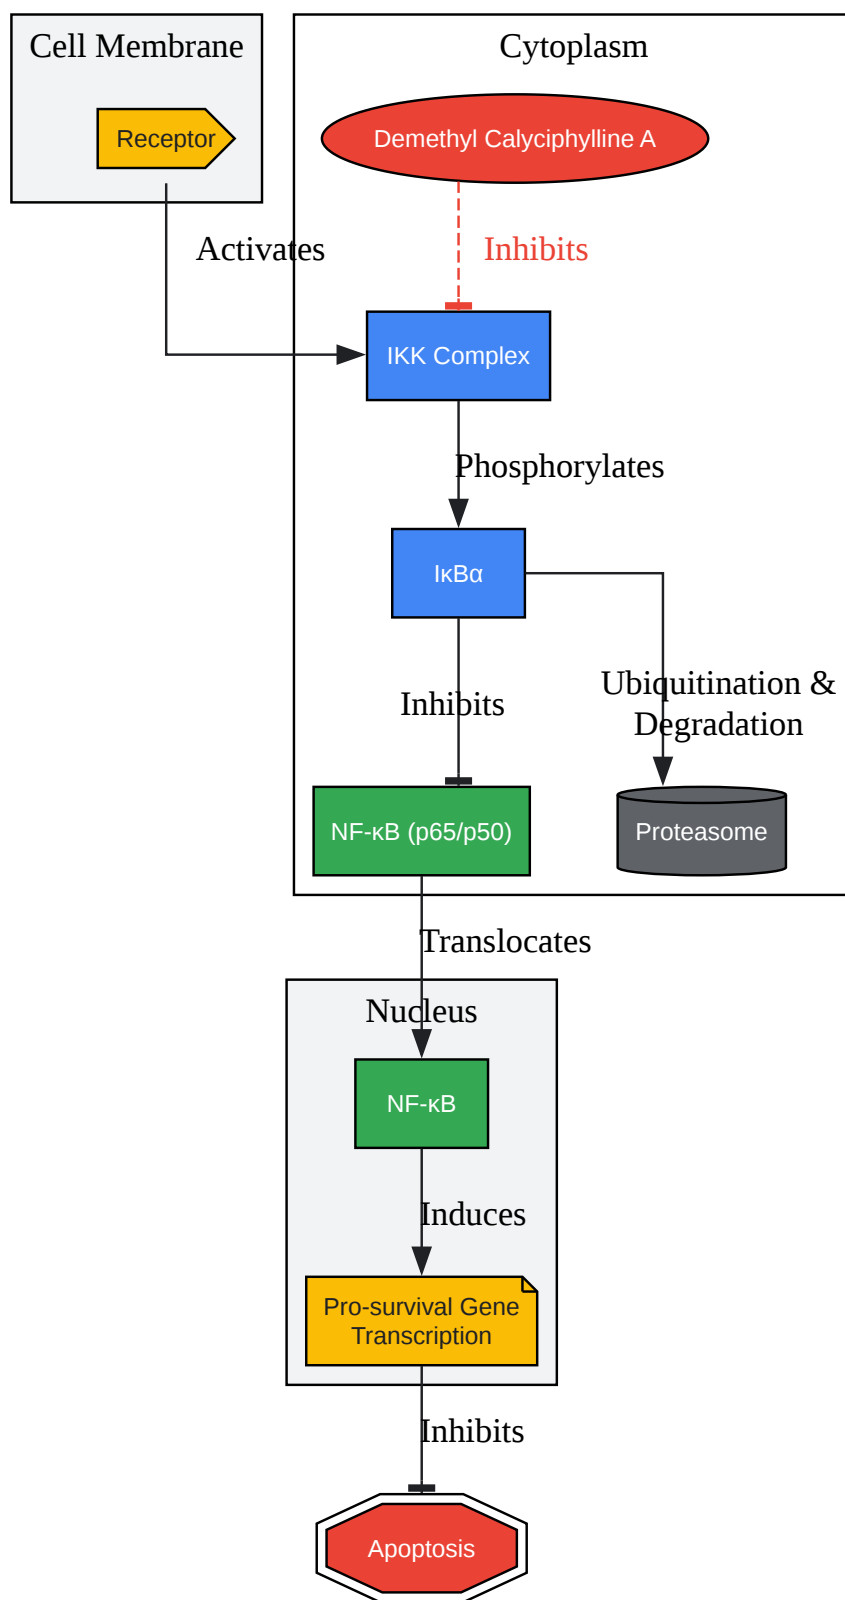 Cell Membrane
Cytoplasm
Receptor
Demethyl Calyciphylline A
Activates
Inhibits
IKK Complex
Phosphorylates
IκBα
Inhibits
Ubiquitination &
Degradation
NF-κB (p65/p50)
Proteasome
Translocates
Nucleus
NF-κB
Induces
Pro-survival Gene
Transcription
Inhibits
Apoptosis